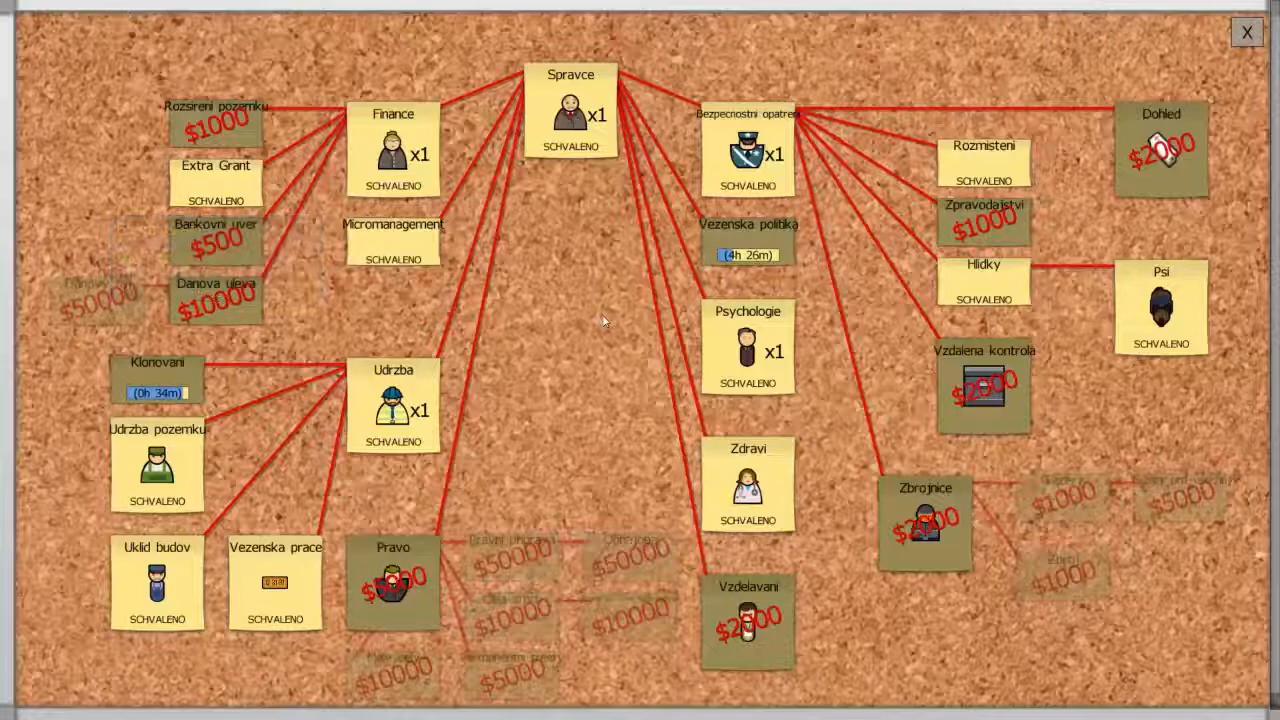 X
Spravce
x1
SCHVALENO
Rozsireni pozemku
$1000
Finance
x1
SCHVALENO
Bezpecnostni opatren
x1
SCHVALENO
Dohled
$2000
Extra Grant
SCHVALENO
Rozmisteni
SCHVALENO
Bankovni uver
$500
Micromanagement
SCHVALENO
Vezenska politika
(4h 26m)
Zpravodajstvi
$1000
$50000
Danova uleva
$10000
Hlidky
SCHVALENO
Psi
SCHVALENO
Psychologie
x1
SCHVALENO
Klonovani
(0h 34m)
Udrzba
x1
SCHVALENO
Vzdalena kontrola
$2000
Udrzba pozemku
SCHVALENO
Zdravi
SCHVALENO
Zbrojnice
$2000
$1000
$5000
Uklid budov
SCHVALENO
Vezenska prace
SCHVALENO
Pravo
$5000
$50000
$50000
$10000
$10000
$10000
$5000
Vzdelavani
$2000
$1000